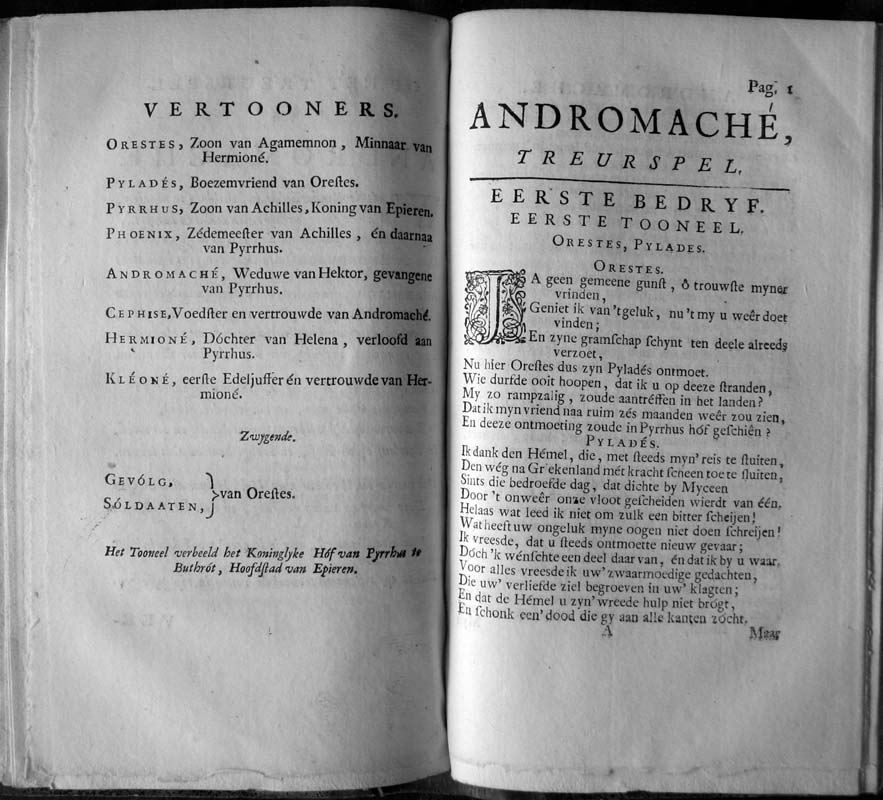 VERTOONERS.
ORESTES, Zoon van Agamemnon, Minnaar van
Hermioné.
PYLADÉS, Boezemvriend van Oreſtes.
PYRRHUS, Zoon van Achilles, Koning van Epieren.
PHOENIX, Zédemeeſter van Achilles, én daarnaa
van Pyrrhus.
ANDROMACHÉ, Weduwe van Hektor, gevangene
van Pyrrhus.
CEPHISE, Voedſter en vertrouwde van Andromaché.
HERMIONÉ, Dóchter van Helena, verloofd aan
Pyrrhus.
KLÉONÉ, eerſte Edeljuffer én vertrouwde van Her-
mioné.
Zwygende.
GEVÓLG,
SÓLDAATEN,
van Oreſtes.
Het Tooneel verbeeld het Koninglyke Hóf van Pyrrhus te
Buthrót, Hoofdſtad van Epieren.
Pag. 1
ANDROMACHÉ,
TREURSPEL.
EERSTE BEDRYF.
EERSTE TOONEEL.
ORESTES, PYLADES.
ORESTES.
JA geen gemeene gunſt, ô trouwſte myner
vrinden,
Geniet ik van 't geluk, nu 't my u weêr doet
vinden;
En zyne gramſchap ſchynt ten deele alreeds
verzoet,
Nu hier Oreſtes dus zyn Pyladés ontmoet.
Wie durfde ooit hoopen, dat ik u op deeze ſtranden,
My zo rampzalig, zoude aantréffen in het landen?
Dat ik myn vriend naa ruim zés maanden weêr zou zien,
En deeze ontmoeting zoude in Pyrrhus hóf geſchiên?
PYLADÉS.
Ik dank den Hémel, die, met ſteeds myn' reis te ſtuiten,
Den wég na Griekenland mét kracht ſcheen toe te ſluiten,
Sints die bedroefde dag, dat dichte by Myceen
Door 't onweêr onze vloot geſcheiden wierdt van één.
Helaas wat leed ik niet om zulk een bitter ſcheijen!
Wat heeft uw ongeluk myne oogen niet doen ſchreijen!
Ik vreesde, dat u ſteeds ontmoette nieuw gevaar;
Dóch 'k wénſchte een deel daar van, én dat ik by u waar.
Voor alles vreesde ik uw' zwaarmoedige gedachten,
Die uw' verliefde ziel begroeven in uw' klagten;
En dat de Hémel u zyn' wreede hulp niet brógt,
En ſchonk een' dood die gy aan alle kanten zócht.
A
Maar